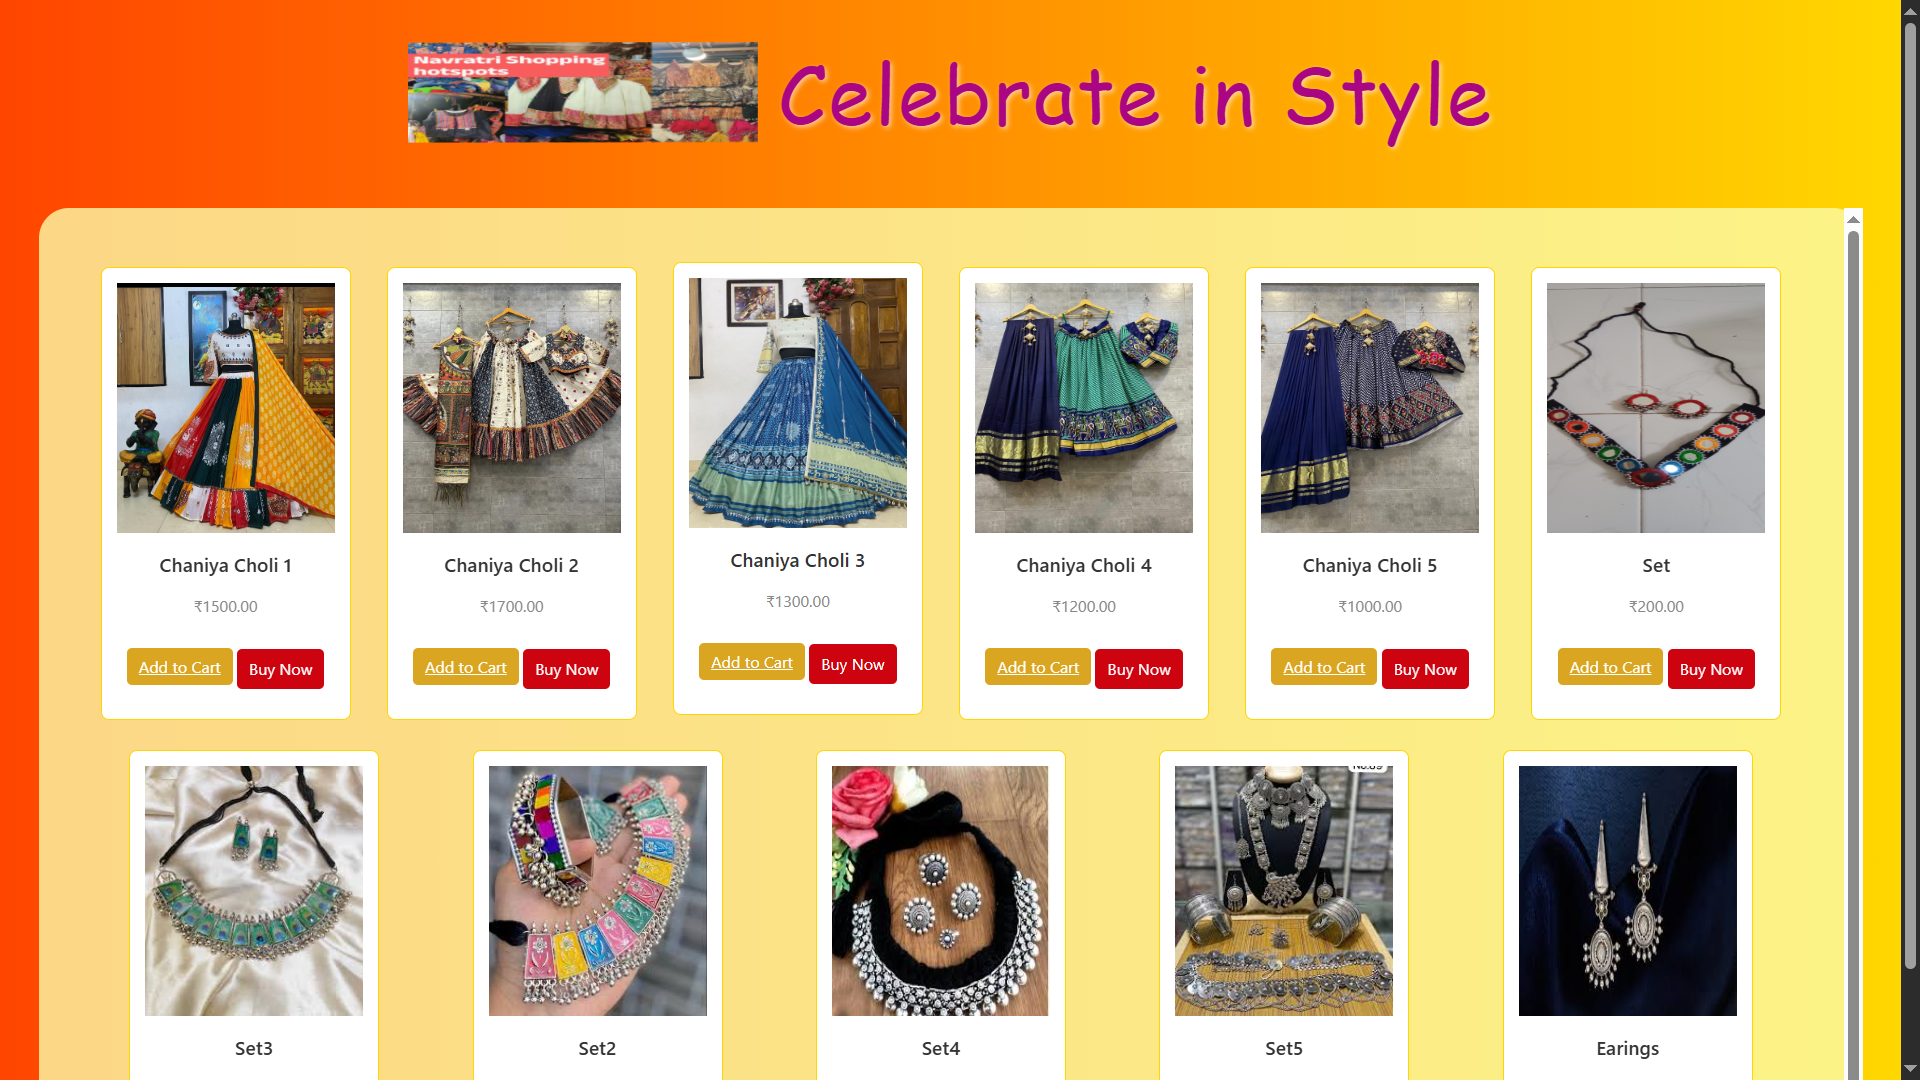 Navratri Shopping
hotspots
Celebrate in Style
Chaniya Choli 1
₹1500.00
Add to Cart
Buy Now
Chaniya Choli 2
₹1700.00
Add to Cart
Buy Now
Chaniya Choli 3
₹1300.00
Add to Cart
Buy Now
Chaniya Choli 4
₹1200.00
Add to Cart
Buy Now
Chaniya Choli 5
₹1000.00
Add to Cart
Buy Now
Set
₹200.00
Add to Cart
Buy Now
Set3
Set2
Set4
Set5
Earings